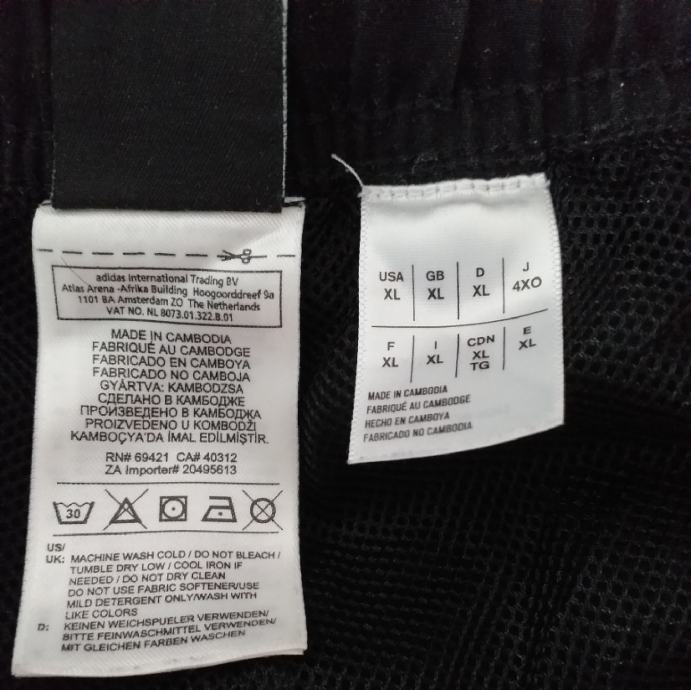 adidas International Trading BV
Atlas Arena -Afrika Building Hoogoorddreef 9a
1101 BA Amsterdam ZO The Netherlands
VAT NO. NL 8073.01.322.B.01
MADE IN CAMBODIA
FABRIQUÉ AU CAMBODGE
FABRICADO EN CAMBOYA
FABRICADO NO CAMBOJA
GYÁRTVA: KAMBODZSA
СДЕЛАНО В КАМБОДЖЕ
ПРОИЗВЕДЕНО В КАМБОДЖА
PROIZVEDENO U KOMBODŽI
KAMBOÇYA'DA İMAL EDİLMİŞTİR.
RN# 69421 CA# 40312
ZA Importer# 20495613
30
US/
UK: MACHINE WASH COLD / DO NOT BLEACH /
TUMBLE DRY LOW / COOL IRON IF
NEEDED / DO NOT DRY CLEAN
DO NOT USE FABRIC SOFTENER/USE
MILD DETERGENT ONLY/WASH WITH
LIKE COLORS
D: KEINEN WEICHSPUELER VERWENDEN/
BITTE FEINWASCHMITTEL VERWENDEN/
MIT GLEICHEN FARBEN WASCHEN
USA GB D J
XL XL XL 4XO
F I CDN E
XL XL XL XL
TG
MADE IN CAMBODIA
FABRIQUÉ AU CAMBODGE
HECHO EN CAMBOYA
FABRICADO NO CAMBODIA